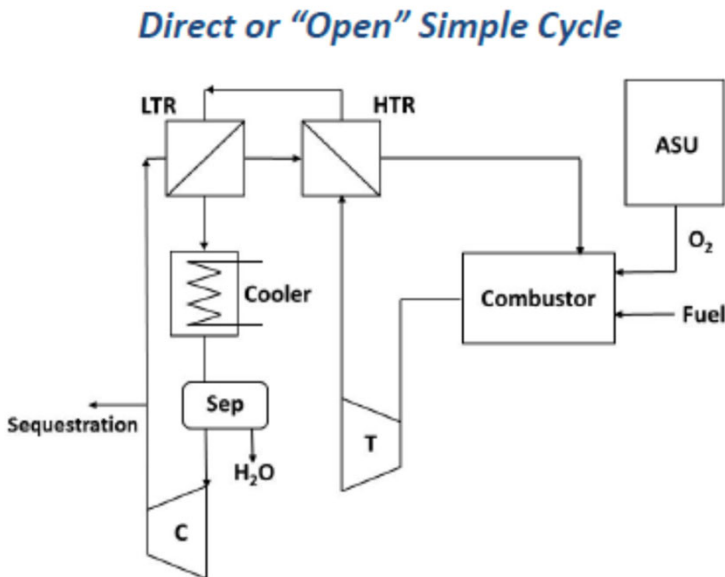 Direct or “Open” Simple Cycle
LTR
HTR
ASU
O₂
Cooler
Combustor
Fuel
Sep
Sequestration
T
H₂O
C